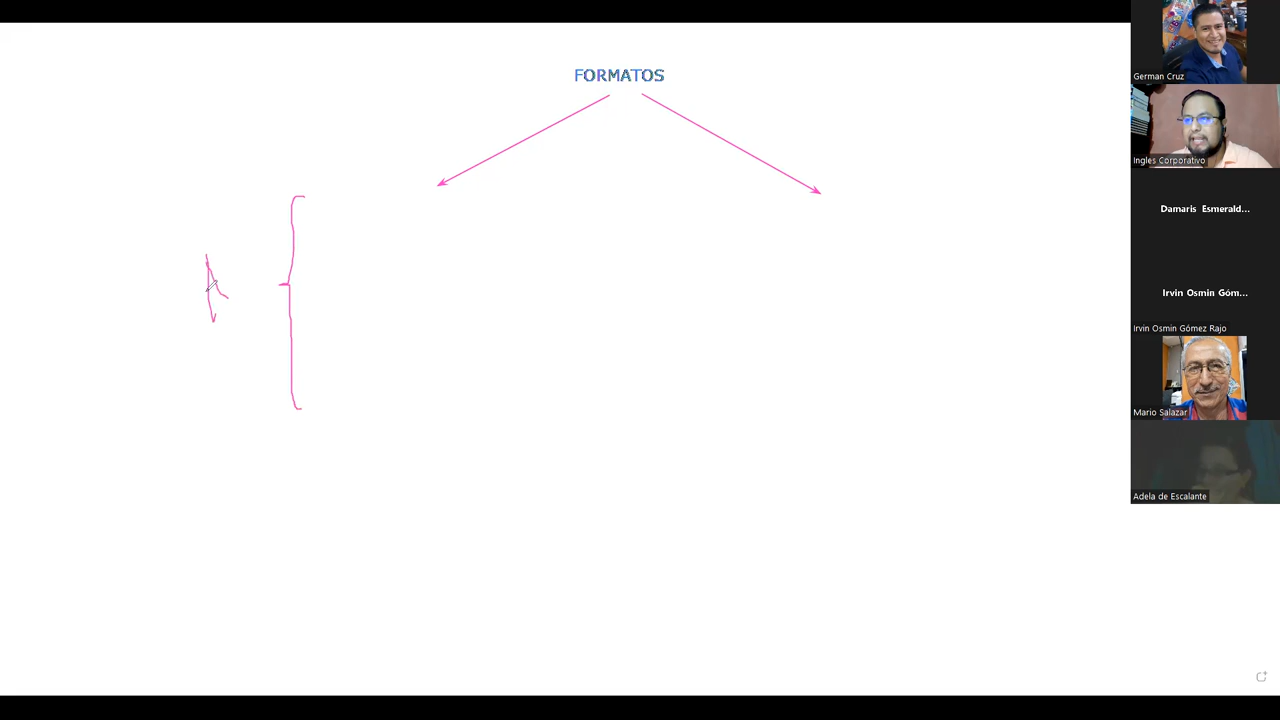 FORMATOS
German Cruz
Ingles Corporativo
Damaris Esmerald...
Irvin Osmin Góm...
Irvin Osmin Gómez Rajo
Mario Salazar
Adela de Escalante